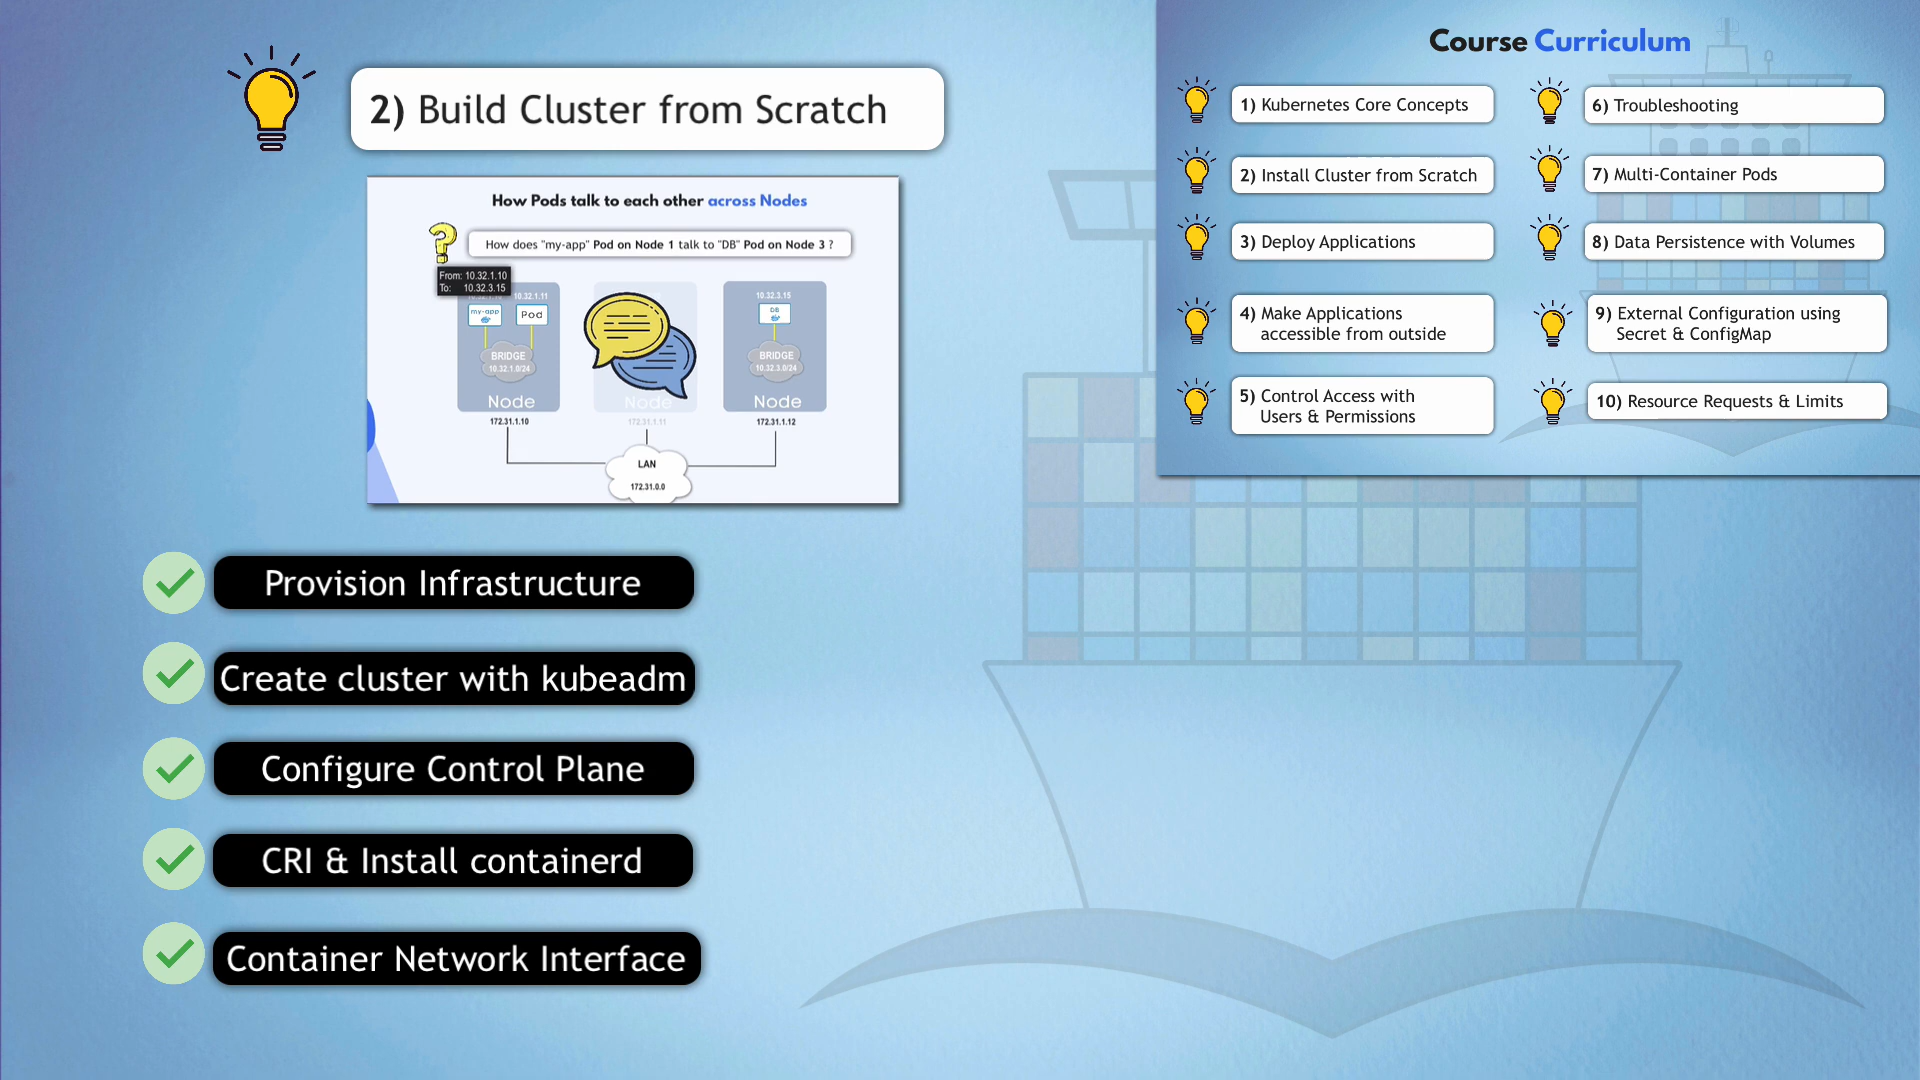 2) Build Cluster from Scratch
How Pods talk to each other across Nodes
How does "my-app" Pod on Node 1 talk to "DB" Pod on Node 3 ?
From: 10.32.1.10
To: 10.32.3.15
10.32.1.11
my-app
Pod
BRIDGE
10.32.1.0/24
Node
172.31.1.10
Node
172.31.1.11
10.32.3.15
DB
BRIDGE
10.32.3.0/24
Node
172.31.1.12
LAN
172.31.0.0
Provision Infrastructure
Create cluster with kubeadm
Configure Control Plane
CRI & Install containerd
Container Network Interface
Course Curriculum
1) Kubernetes Core Concepts
2) Install Cluster from Scratch
3) Deploy Applications
4) Make Applications
accessible from outside
5) Control Access with
Users & Permissions
6) Troubleshooting
7) Multi-Container Pods
8) Data Persistence with Volumes
9) External Configuration using
Secret & ConfigMap
10) Resource Requests & Limits